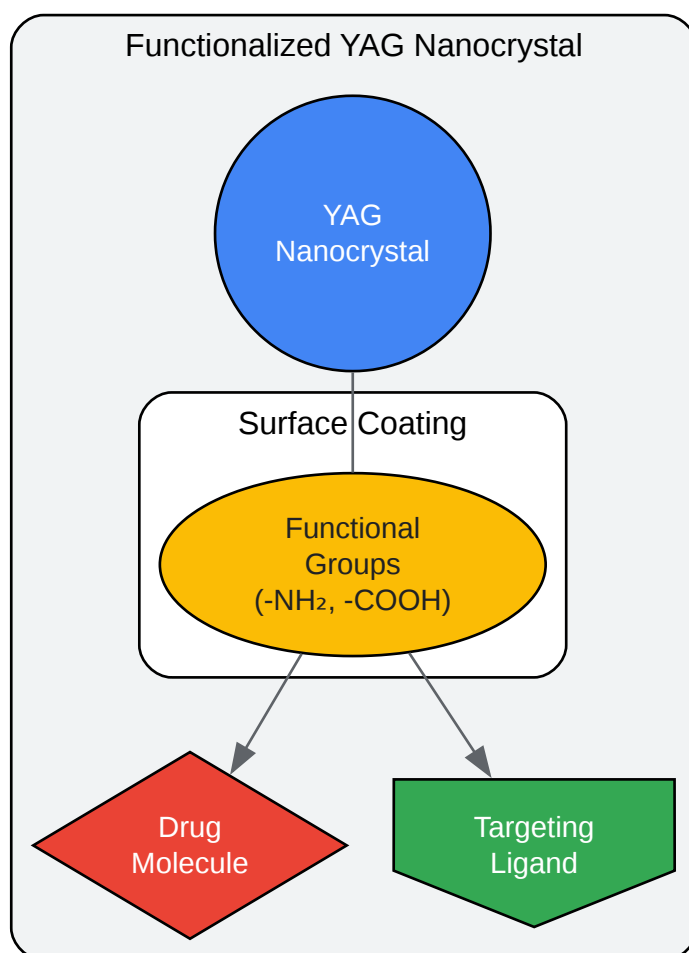 Functionalized YAG Nanocrystal
YAG
Nanocrystal
Surface Coating
Functional
Groups
(-NH₂, -COOH)
Drug
Molecule
Targeting
Ligand